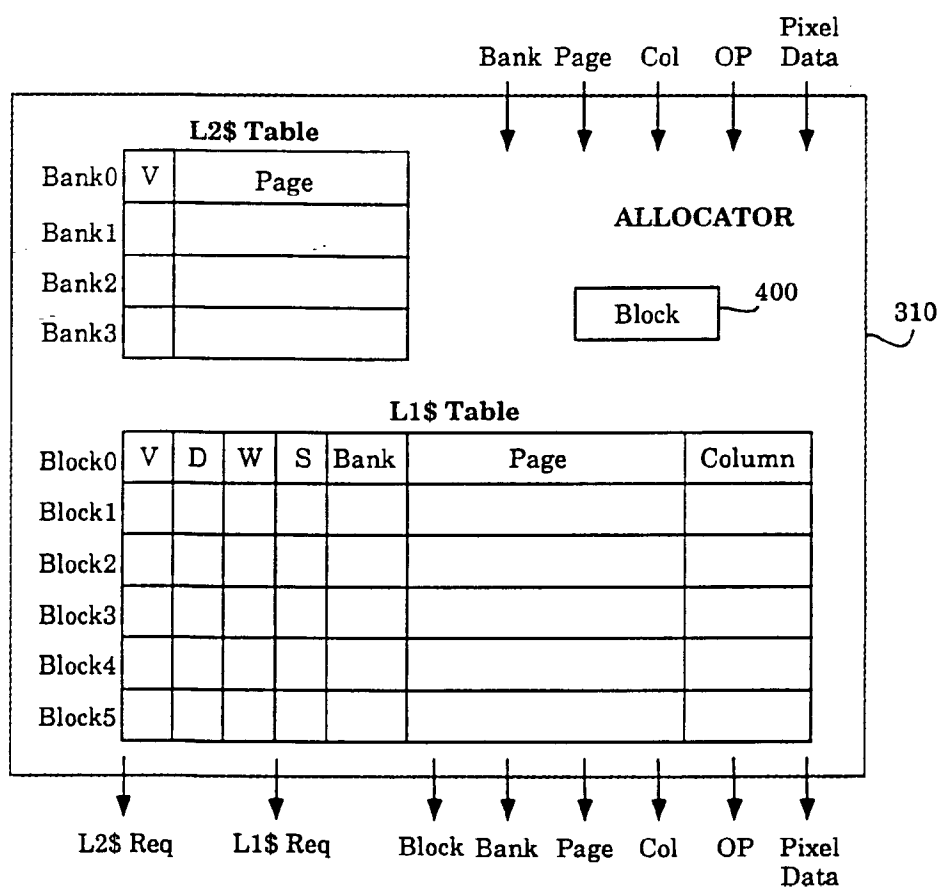 Pixel
Bank Page Col OP Data
L2$ Table
Bank0 V Page
Bank1
Bank2
Bank3
ALLOCATOR
Block 400
310
L1$ Table
Block0 V D W S Bank Page Column
Block1
Block2
Block3
Block4
Block5
L2$ Req L1$ Req Block Bank Page Col OP Pixel
Data